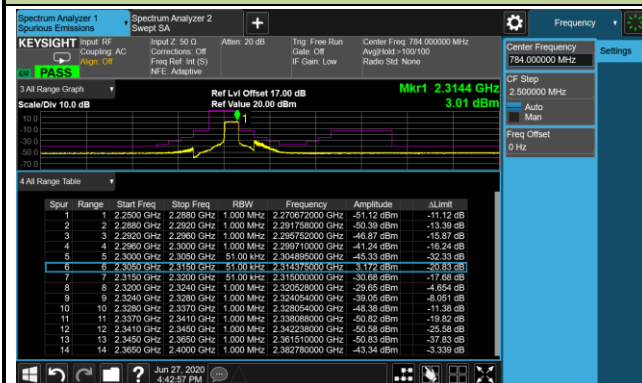 Spectrum Analyzer 1
Spurious Emissions
Spectrum Analyzer 2
Swept SA
Frequency
KEYSIGHT
Input: RF
Coupling: AC
Align: Off
Input Z: 50 Ω
Corrections: Off
Freq Ref: Int (S)
NFE: Adaptive
Atten: 20 dB
Trig: Free Run
Gate: Off
IF Gain: Low
Center Freq: 784.000000 MHz
Avg|Hold:>100/100
Radio Std: None
PASS
Center Frequency
784.000000 MHz
Settings
CF Step
2.500000 MHz
Auto
Man
Freq Offset
0 Hz
3 All Range Graph
Scale/Div 10.0 dB
Ref Lvl Offset 17.00 dB
Ref Value 20.00 dBm
Mkr1 2.3144 GHz
3.01 dBm
1
10.0
-10.0
-30.0
-50.0
-70.0
4 All Range Table
Spur Range Start Freq Stop Freq RBW Frequency Amplitude ΔLimit
1 1 2.2500 GHz 2.2880 GHz 1.000 MHz 2.270672000 GHz -51.12 dBm -11.12 dB
2 2 2.2880 GHz 2.2920 GHz 1.000 MHz 2.291758000 GHz -50.39 dBm -13.39 dB
3 3 2.2920 GHz 2.2960 GHz 1.000 MHz 2.295752000 GHz -46.87 dBm -15.87 dB
4 4 2.2960 GHz 2.3000 GHz 1.000 MHz 2.299710000 GHz -41.24 dBm -16.24 dB
5 5 2.3000 GHz 2.3050 GHz 51.00 kHz 2.304895000 GHz -45.33 dBm -32.33 dB
6 6 2.3050 GHz 2.3150 GHz 51.00 kHz 2.314375000 GHz 3.172 dBm -20.83 dB
7 7 2.3150 GHz 2.3200 GHz 51.00 kHz 2.315000000 GHz -30.68 dBm -17.68 dB
8 8 2.3200 GHz 2.3240 GHz 1.000 MHz 2.320528000 GHz -29.65 dBm -4.654 dB
9 9 2.3240 GHz 2.3280 GHz 1.000 MHz 2.324054000 GHz -39.05 dBm -8.051 dB
10 10 2.3280 GHz 2.3370 GHz 1.000 MHz 2.328054000 GHz -48.38 dBm -11.38 dB
11 11 2.3370 GHz 2.3410 GHz 1.000 MHz 2.338088000 GHz -50.82 dBm -19.82 dB
12 12 2.3410 GHz 2.3450 GHz 1.000 MHz 2.342238000 GHz -50.58 dBm -25.58 dB
13 13 2.3450 GHz 2.3650 GHz 1.000 MHz 2.361510000 GHz -50.83 dBm -37.83 dB
14 14 2.3650 GHz 2.4000 GHz 1.000 MHz 2.382780000 GHz -43.34 dBm -3.339 dB
Jun 27, 2020
4:42:57 PM